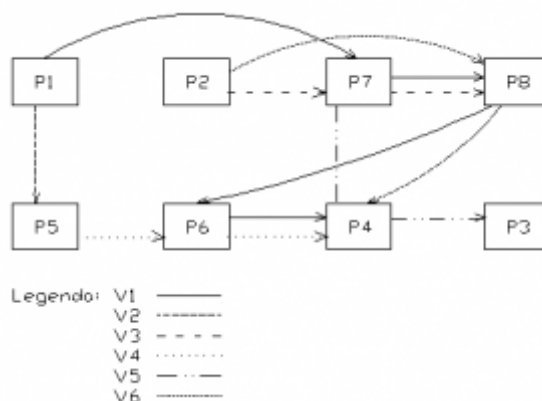 P1 P2 P7 P8
P5 P6 P4 P3
Legenda: V1
V2
V3
V4
V5
V6